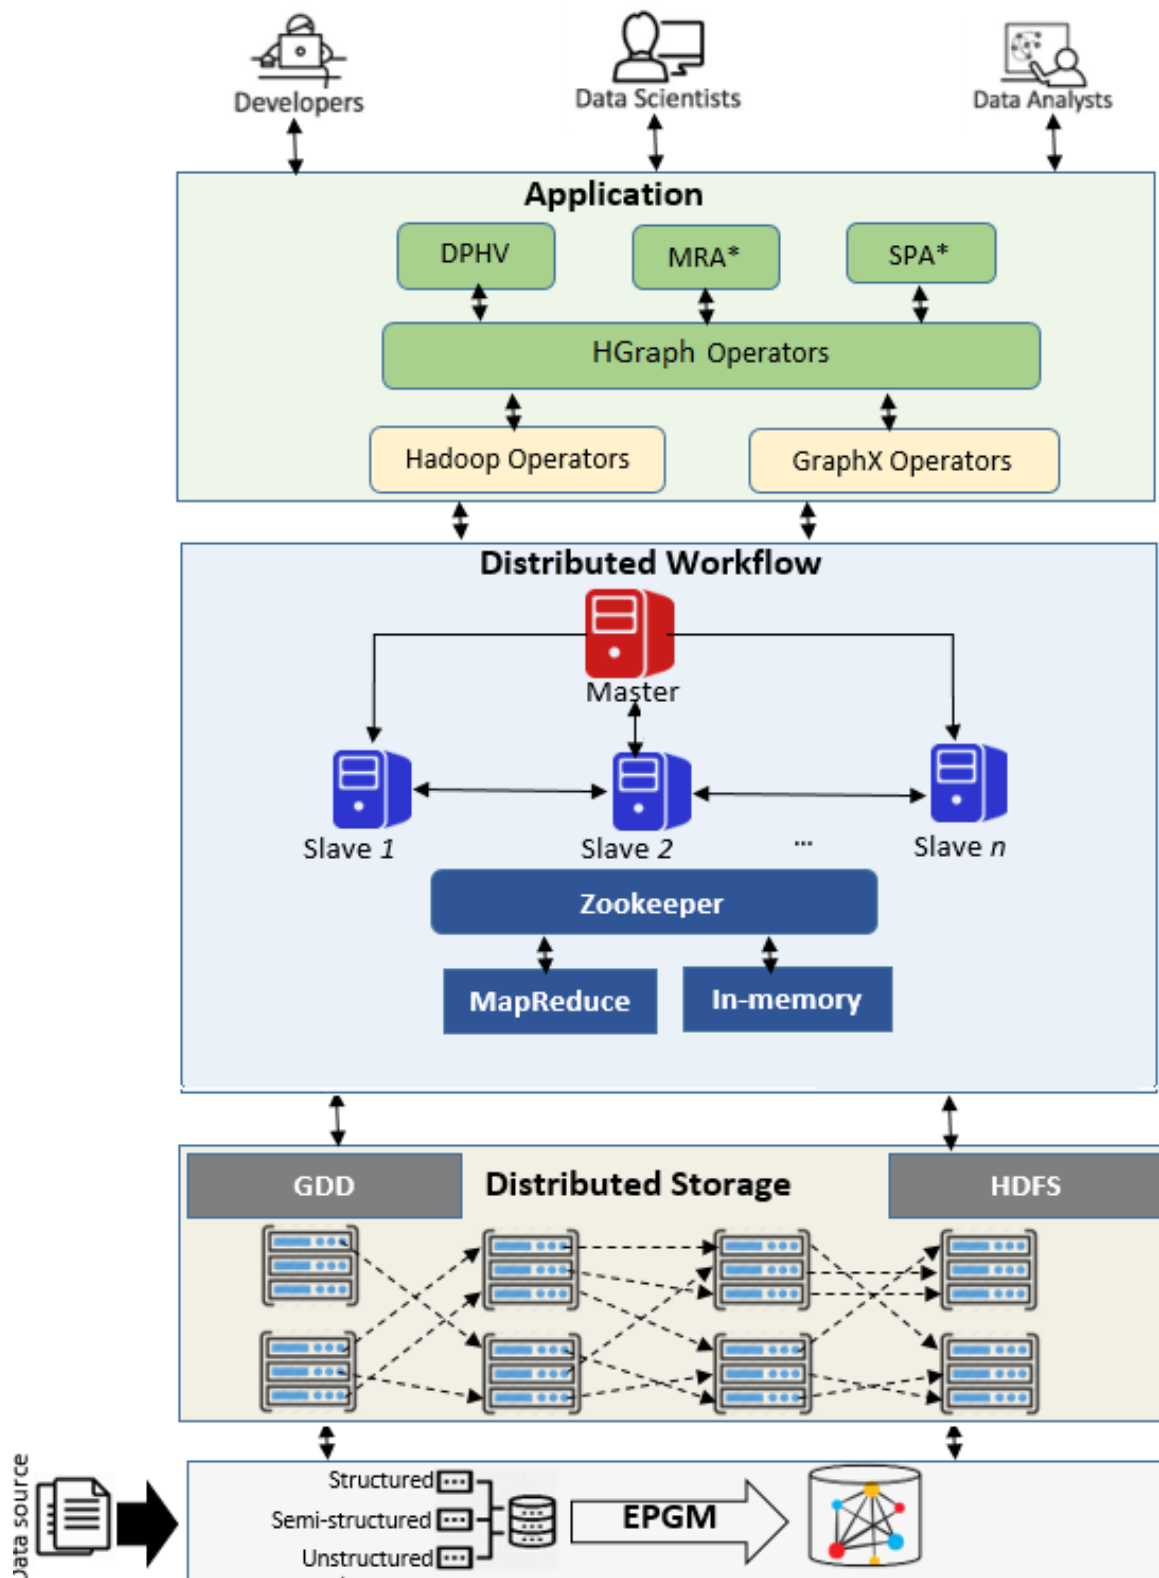 Developers
Data Scientists
Data Analysts
Application
DPHV
MRA*
SPA*
HGraph Operators
Hadoop Operators
GraphX Operators
Distributed Workflow
Master
Slave 1
Slave 2
...
Slave n
Zookeeper
MapReduce
In-memory
GDD
Distributed Storage
HDFS
Data source
Structured
Semi-structured
Unstructured
EPGM